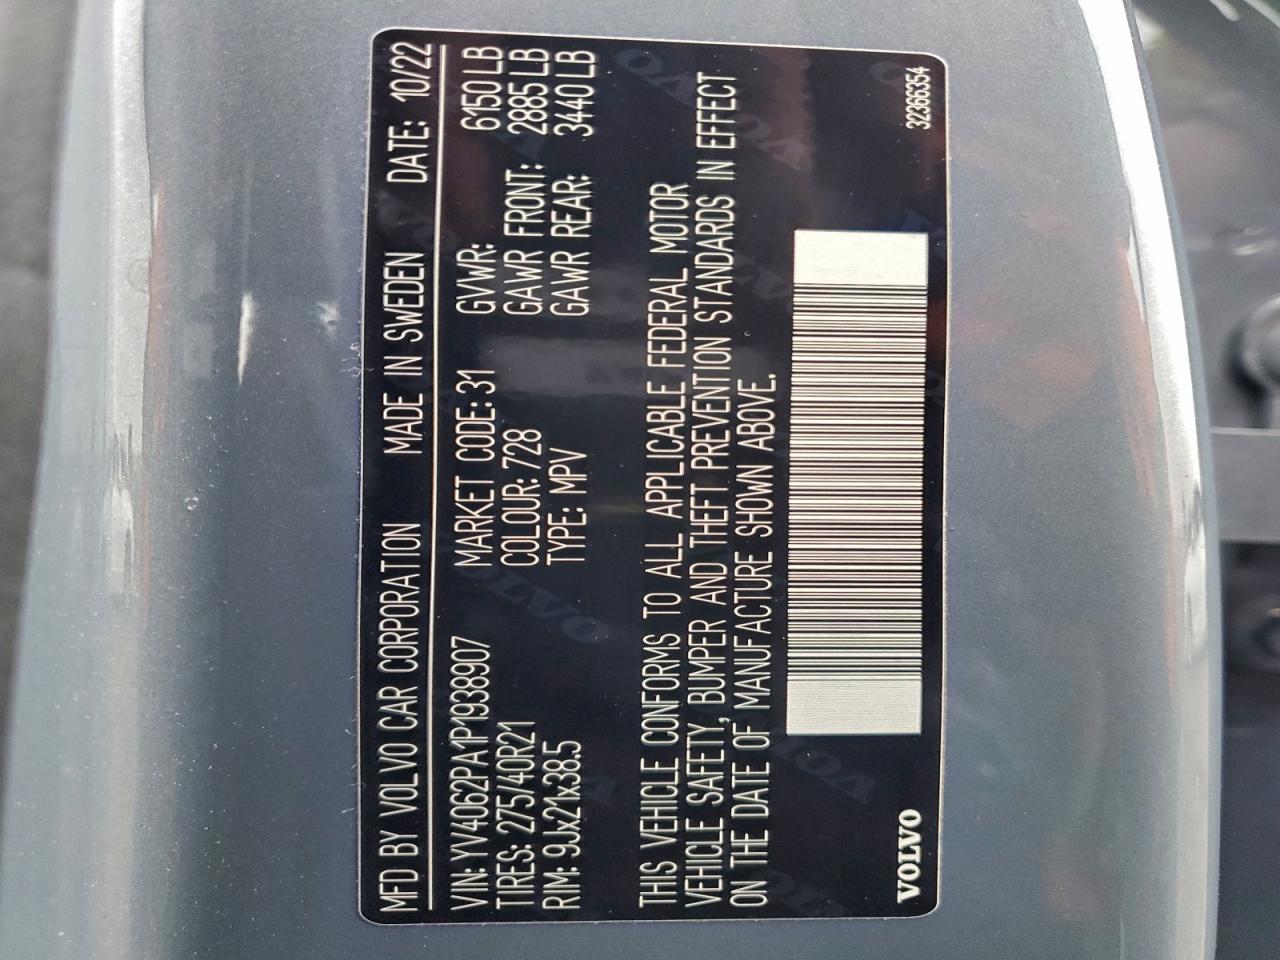 MFD BY VOLVO CAR CORPORATION MADE IN SWEDEN DATE: 10/22
VIN: YV4062PA1P1938907 MARKET CODE: 31 GVWR: 6150 LB
TIRES: 275/40R21 COLOUR: 728 GAWR FRONT: 2885 LB
RIM: 9Jx21x38.5 TYPE: MPV GAWR REAR: 3440 LB
THIS VEHICLE CONFORMS TO ALL APPLICABLE FEDERAL MOTOR
VEHICLE SAFETY, BUMPER AND THEFT PREVENTION STANDARDS IN EFFECT
ON THE DATE OF MANUFACTURE SHOWN ABOVE.
VOLVO 32366354